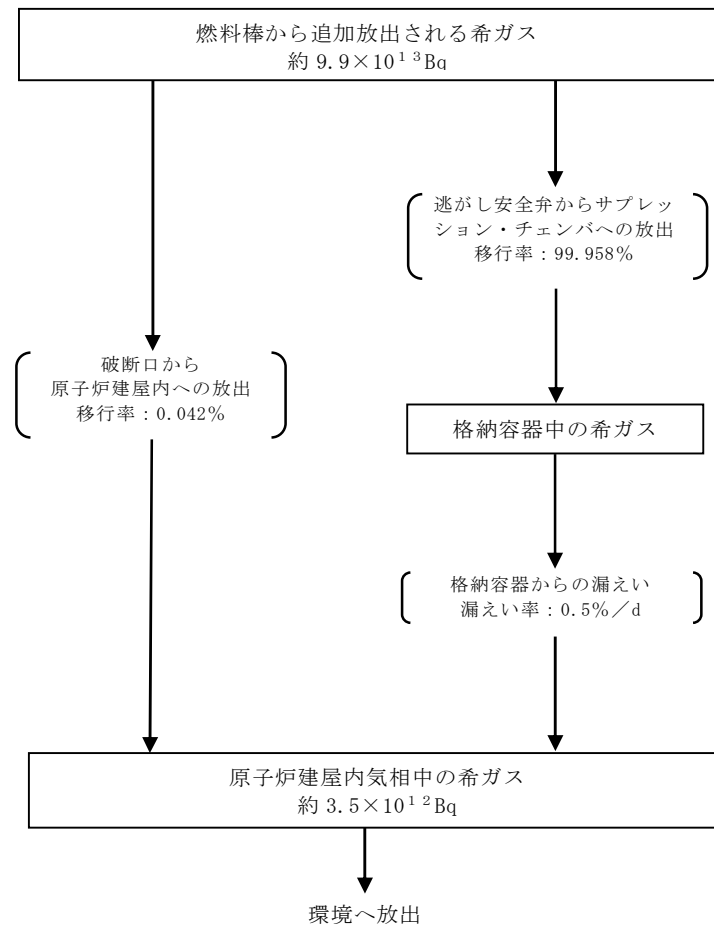 燃料棒から追加放出される希ガス
約 9.9×10¹³Bq
逃がし安全弁からサプレッ
ション・チェンバへの放出
移行率：99.958％
破断口から
原子炉建屋内への放出
移行率：0.042％
格納容器中の希ガス
格納容器からの漏えい
漏えい率：0.5％／d
原子炉建屋内気相中の希ガス
約 3.5×10¹²Bq
環境へ放出